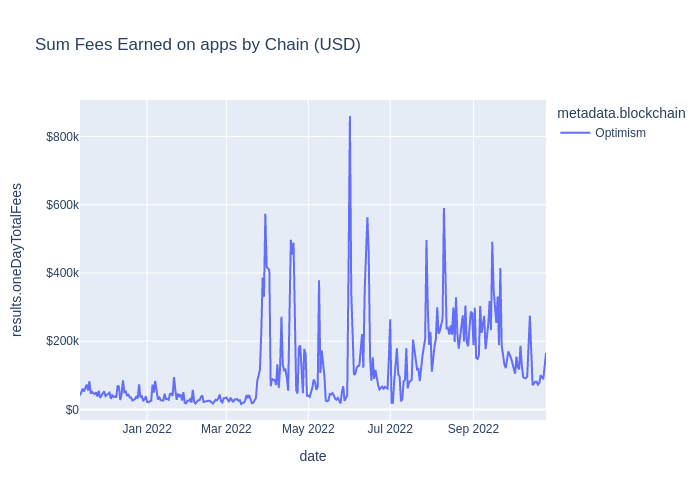 Sum Fees Earned on apps by Chain (USD)
metadata.blockchain
Optimism
results.oneDayTotalFees
$800k
$600k
$400k
$200k
$0
Jan 2022
Mar 2022
May 2022
Jul 2022
Sep 2022
date